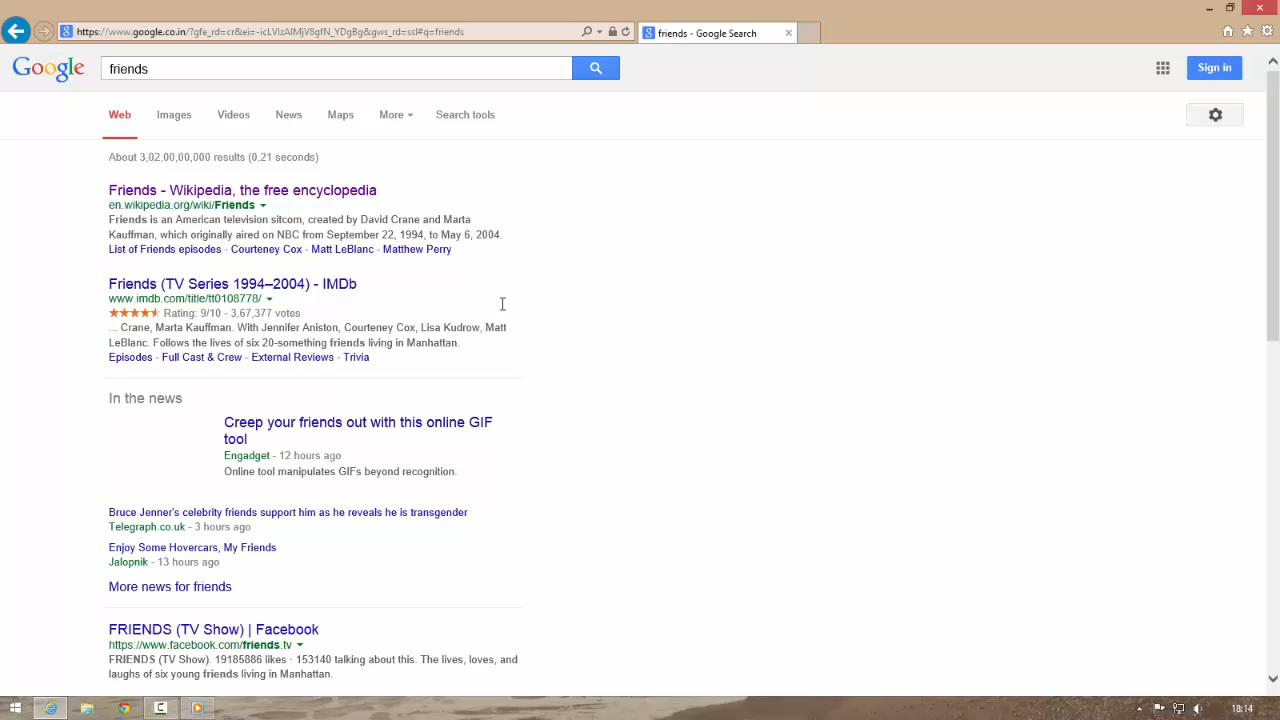 https://www.google.co.in/?gfe_rd=cr&ei=-icLVIzAIMjV8gfN_YDgBg&gws_rd=ssl#q=friends
friends - Google Search
Google
friends
Sign in
Web Images Videos News Maps More Search tools
About 3,02,00,00,000 results (0.21 seconds)
Friends - Wikipedia, the free encyclopedia
en.wikipedia.org/wiki/Friends
Friends is an American television sitcom, created by David Crane and Marta
Kauffman, which originally aired on NBC from September 22, 1994, to May 6, 2004.
List of Friends episodes - Courteney Cox - Matt LeBlanc - Matthew Perry
Friends (TV Series 1994–2004) - IMDb
www.imdb.com/title/tt0108778/
Rating: 9/10 - 3,67,377 votes
... Crane, Marta Kauffman. With Jennifer Aniston, Courteney Cox, Lisa Kudrow, Matt
LeBlanc. Follows the lives of six 20-something friends living in Manhattan.
Episodes - Full Cast & Crew - External Reviews - Trivia
In the news
Creep your friends out with this online GIF
tool
Engadget - 12 hours ago
Online tool manipulates GIFs beyond recognition.
Bruce Jenner's celebrity friends support him as he reveals he is transgender
Telegraph.co.uk - 3 hours ago
Enjoy Some Hovercars, My Friends
Jalopnik - 13 hours ago
More news for friends
FRIENDS (TV Show) | Facebook
https://www.facebook.com/friends.tv
FRIENDS (TV Show). 19185886 likes · 153140 talking about this. The lives, loves, and
laughs of six young friends living in Manhattan.
18:14